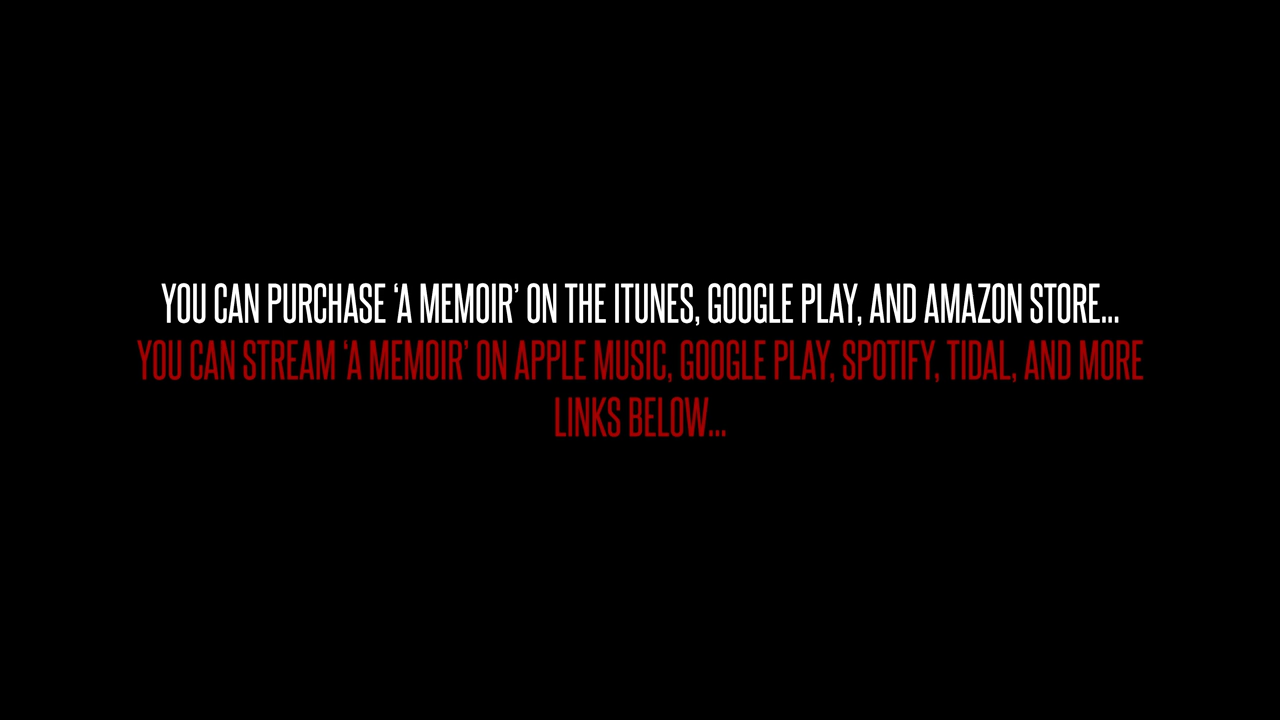 YOU CAN PURCHASE ‘A MEMOIR’ ON THE ITUNES, GOOGLE PLAY, AND AMAZON STORE...
YOU CAN STREAM ‘A MEMOIR’ ON APPLE MUSIC, GOOGLE PLAY, SPOTIFY, TIDAL, AND MORE
LINKS BELOW...